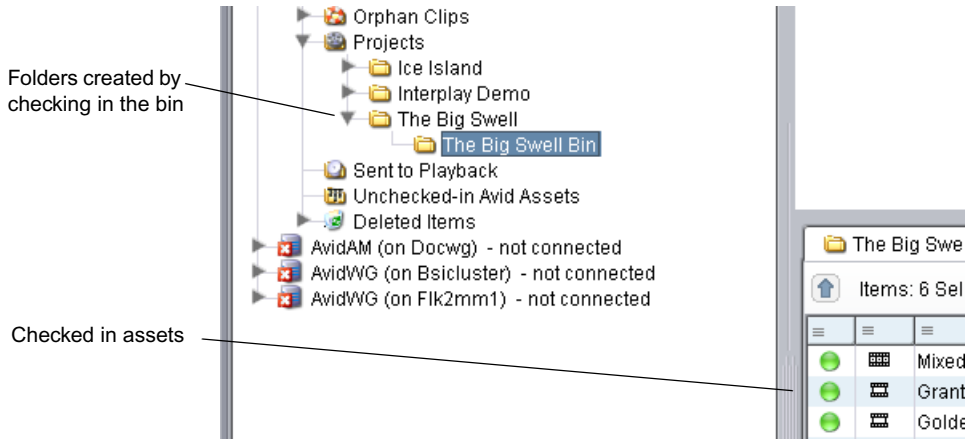 Orphan Clips
Projects
Folders created by
checking in the bin
Ice Island
Interplay Demo
The Big Swell
The Big Swell Bin
Sent to Playback
Unchecked-in Avid Assets
Deleted Items
AvidAM (on Docwg) - not connected
AvidWG (on Bsicluster) - not connected
AvidWG (on Flk2mm1) - not connected
The Big Swe
Items: 6 Sel
Checked in assets
Mixed
Grant
Golde